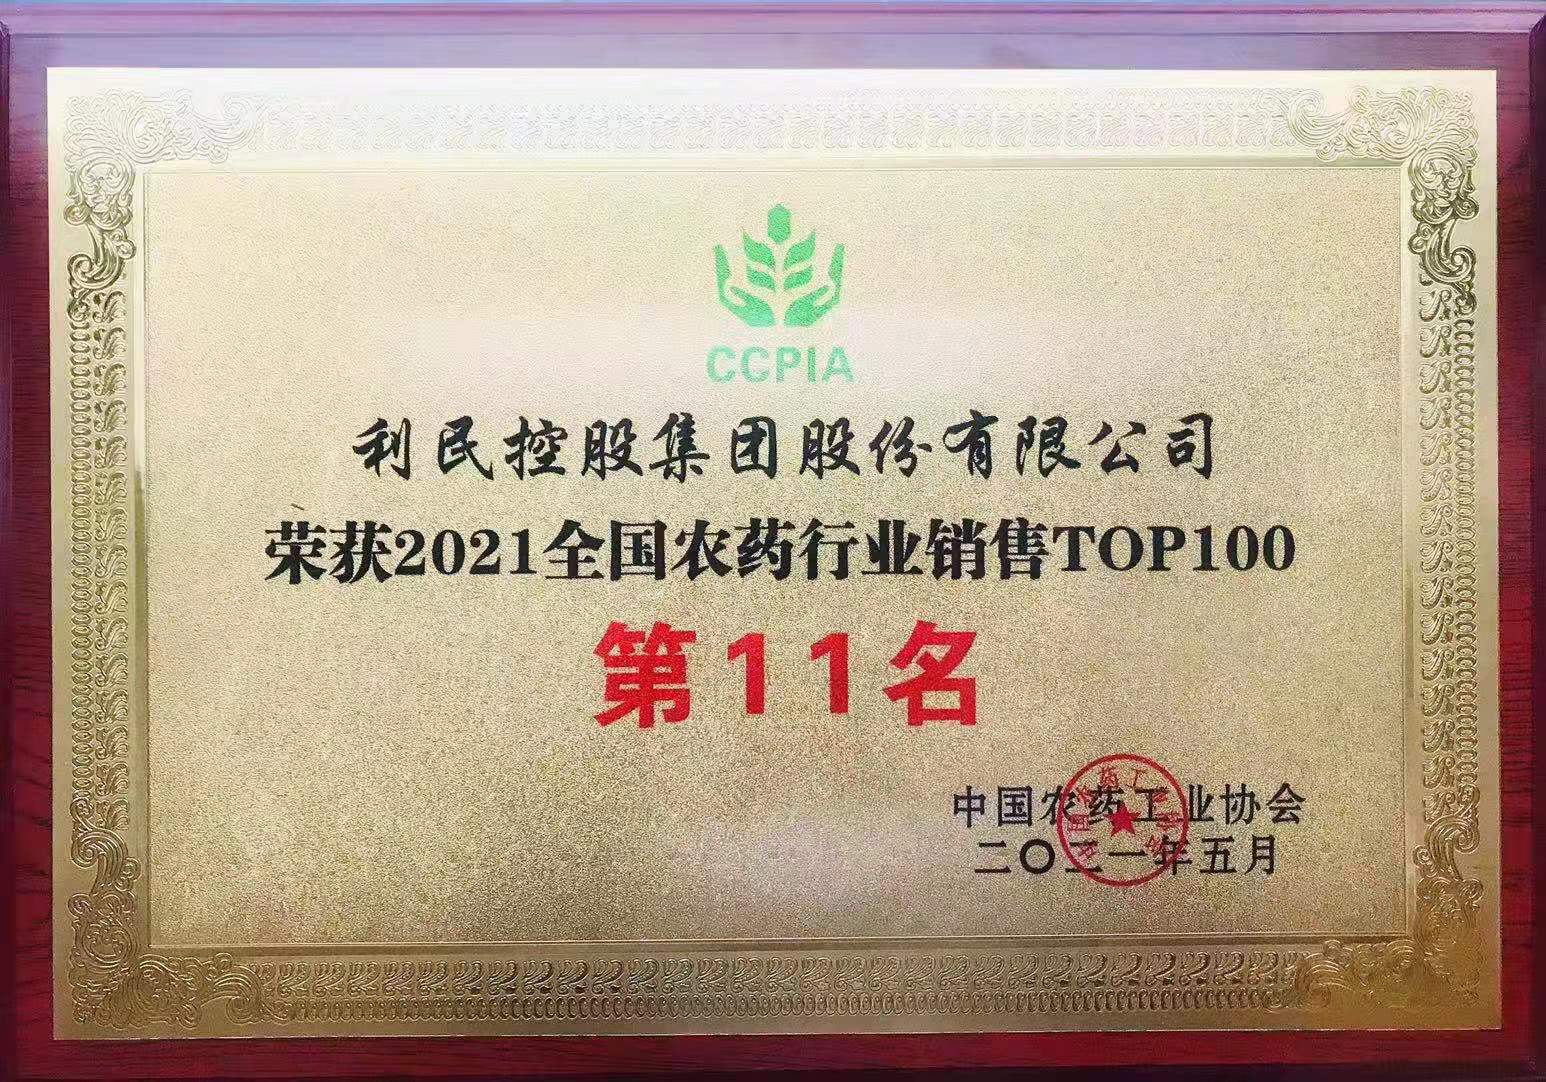 CCPIA
利民控股集团股份有限公司
荣获2021全国农药行业销售TOP100
第11名
中国农药工业协会
二〇二一年五月